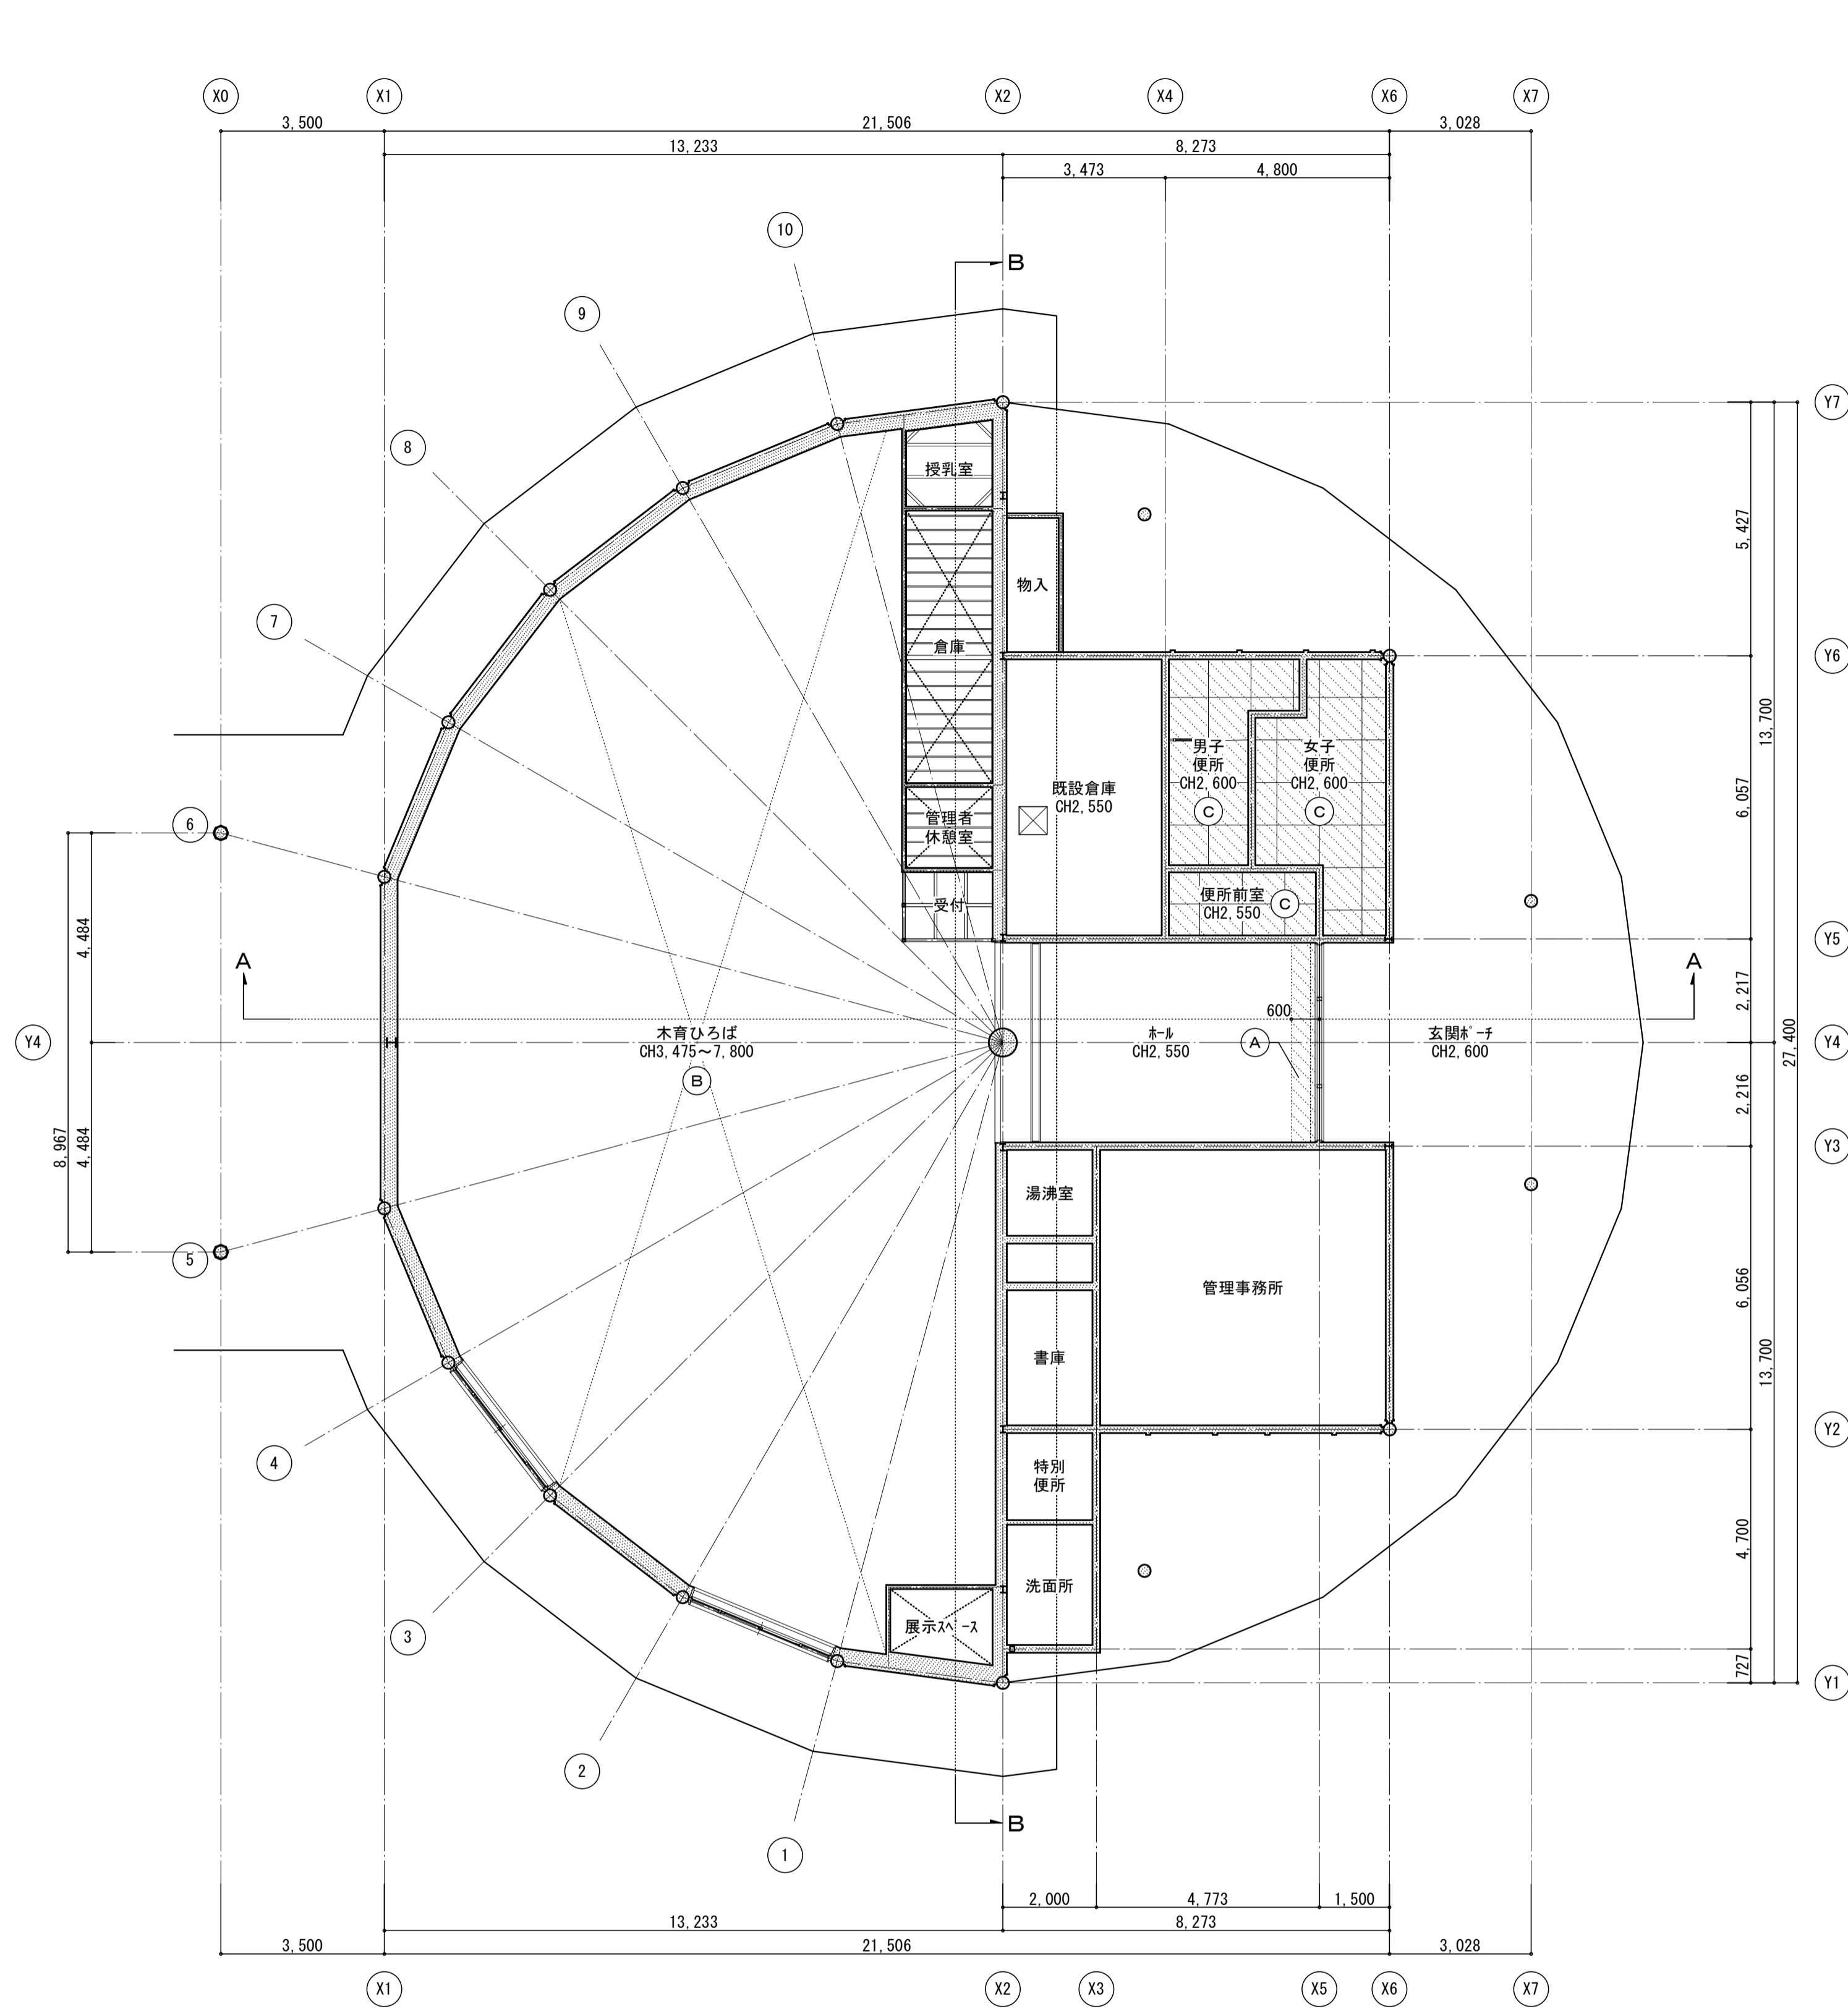 X0
X1
X2
X4
X6
X7
3,500
21,506
3,028
13,233
8,273
3,473
4,800
10
B
9
8
7
6
Y7
Y6
Y5
Y4
Y3
Y2
Y1
5,427
6,057
2,217
2,216
6,056
4,700
727
13,700
13,700
27,400
授乳室
物入
倉庫
男子
便所
CH2,600
C
女子
便所
CH2,600
C
既設倉庫
CH2,550
管理者
休憩室
便所前室
CH2,550
C
受付
4,484
4,484
8,967
A
A
Y4
600
木育ひろば
CH3,475～7,800
B
ﾎｰﾙ
CH2,550
A
玄関ﾎﾟｰﾁ
CH2,600
湯沸室
管理事務所
書庫
特別
便所
洗面所
展示ｽﾍﾟｰｽ
5
4
3
2
1
B
2,000
4,773
1,500
13,233
8,273
3,500
21,506
3,028
X1
X2
X3
X5
X6
X7